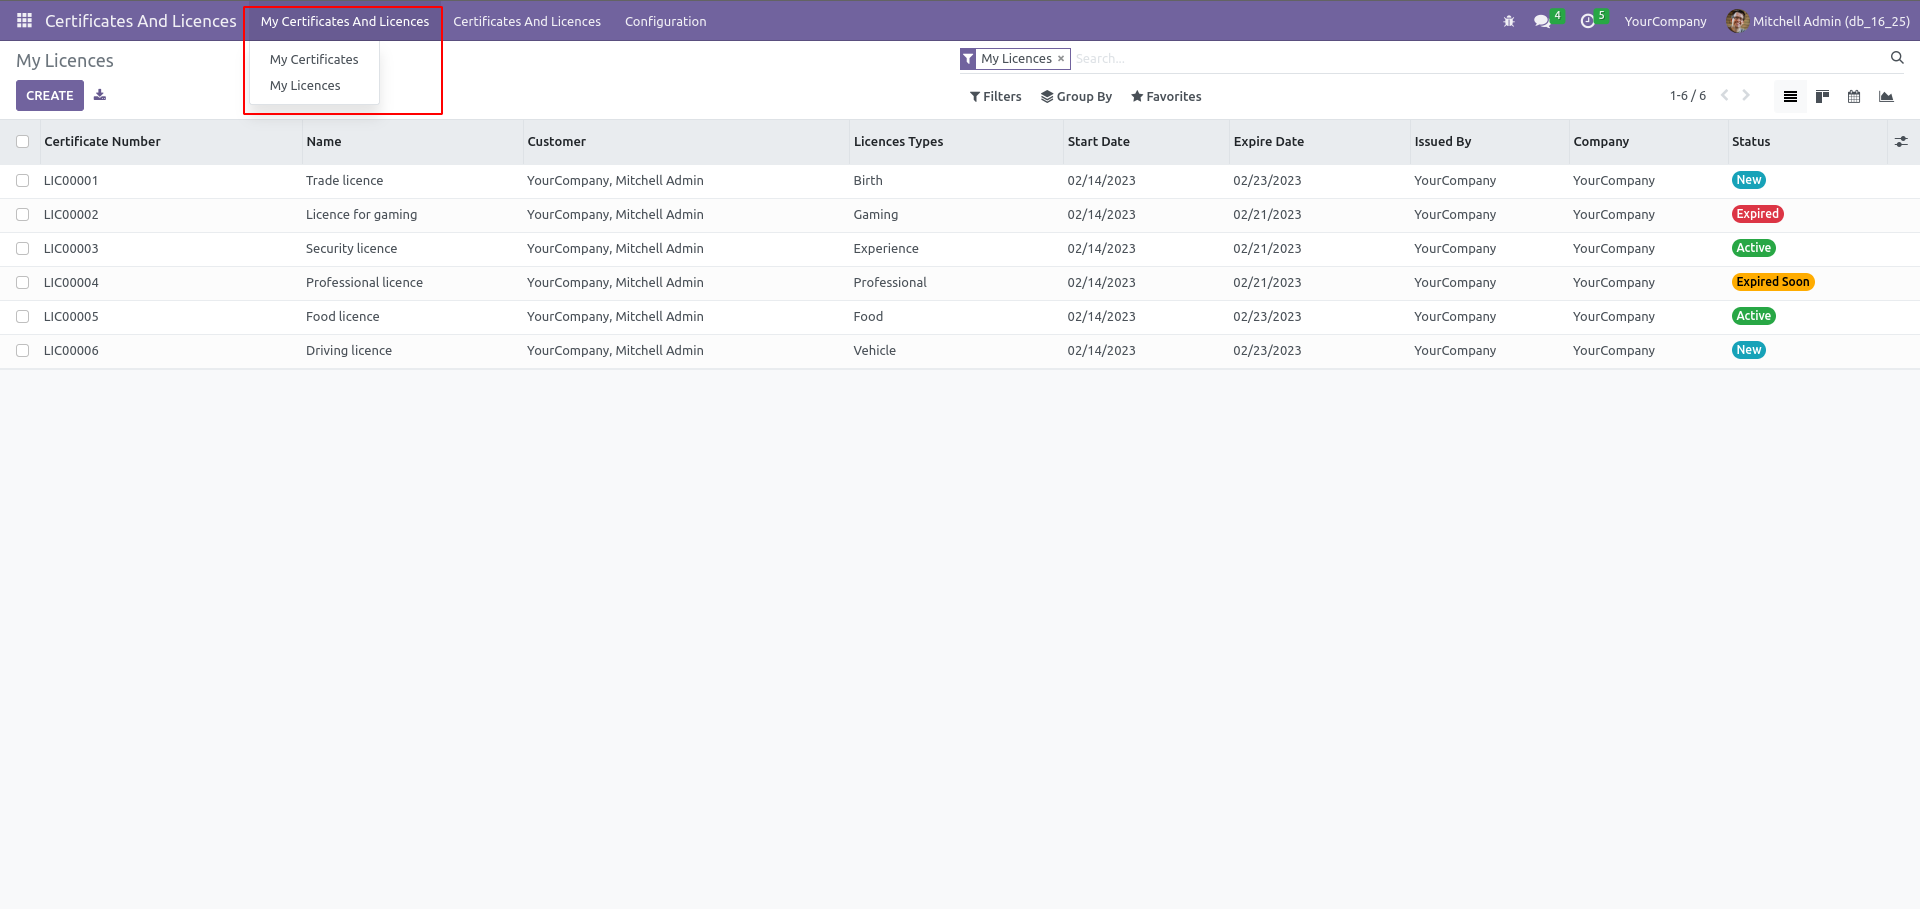 Certificates And Licences My Certificates And Licences Certificates And Licences Configuration 4 5 YourCompany Mitchell Admin (db_16_25)
My Licences My Certificates My Licences × Search...
My Licences
CREATE Filters Group By Favorites 1-6 / 6
Certificate Number Name Customer Licences Types Start Date Expire Date Issued By Company Status
LIC00001 Trade licence YourCompany, Mitchell Admin Birth 02/14/2023 02/23/2023 YourCompany YourCompany New
LIC00002 Licence for gaming YourCompany, Mitchell Admin Gaming 02/14/2023 02/21/2023 YourCompany YourCompany Expired
LIC00003 Security licence YourCompany, Mitchell Admin Experience 02/14/2023 02/21/2023 YourCompany YourCompany Active
LIC00004 Professional licence YourCompany, Mitchell Admin Professional 02/14/2023 02/21/2023 YourCompany YourCompany Expired Soon
LIC00005 Food licence YourCompany, Mitchell Admin Food 02/14/2023 02/23/2023 YourCompany YourCompany Active
LIC00006 Driving licence YourCompany, Mitchell Admin Vehicle 02/14/2023 02/23/2023 YourCompany YourCompany New